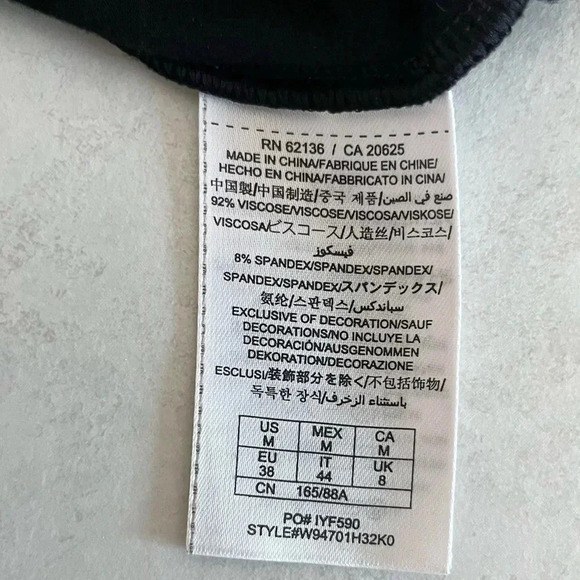 RN 62136 / CA 20625
MADE IN CHINA/FABRIQUE EN CHINE/
HECHO EN CHINA/FABBRICATO IN CINA/
中国製/中国制造/중국 제품/صنع في الصين
92% VISCOSE/VISCOSE/VISCOSA/VISKOSE/
VISCOSA/ビスコース/人造丝/비스코스/
فيسكوز
8% SPANDEX/SPANDEX/SPANDEX/
SPANDEX/SPANDEX/スパンデックス/
氨纶/스판덱스/سباندكس
EXCLUSIVE OF DECORATION/SAUF
DECORATIONS/NO INCLUYE LA
DECORACIÓN/AUSGENOMMEN
DEKORATION/DECORAZIONE
ESCLUSI/装飾部分を除く/不包括饰物/
독특한 장식/باستثناء الزخرف
US MEX CA
M M M
EU IT UK
38 44 8
CN 165/88A
PO# IYF590
STYLE#W94701H32K0